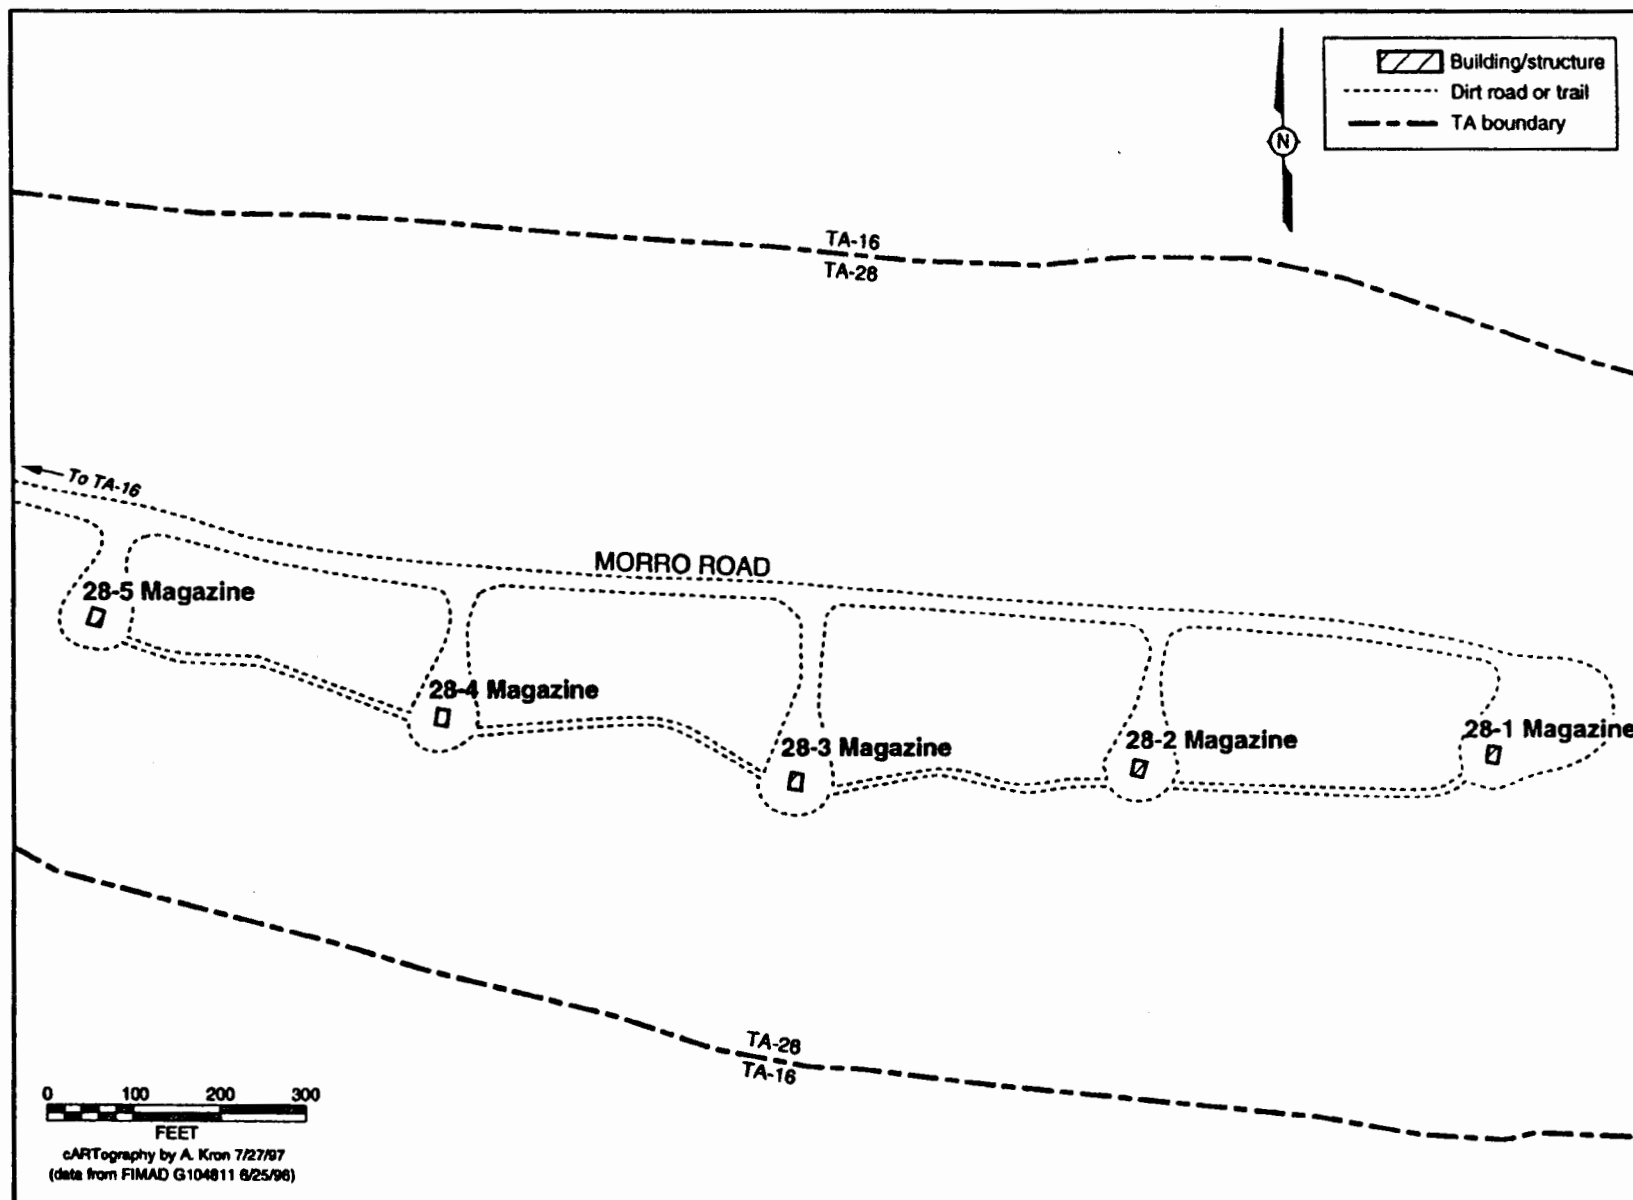 Building/structure
Dirt road or trail
TA boundary
N
TA-16
TA-28
To TA-16
MORRO ROAD
28-5 Magazine
28-4 Magazine
28-3 Magazine
28-2 Magazine
28-1 Magazine
TA-28
TA-16
0 100 200 300
FEET
cARTography by A. Kron 7/27/97
(data from FIMAD G104811 6/25/96)